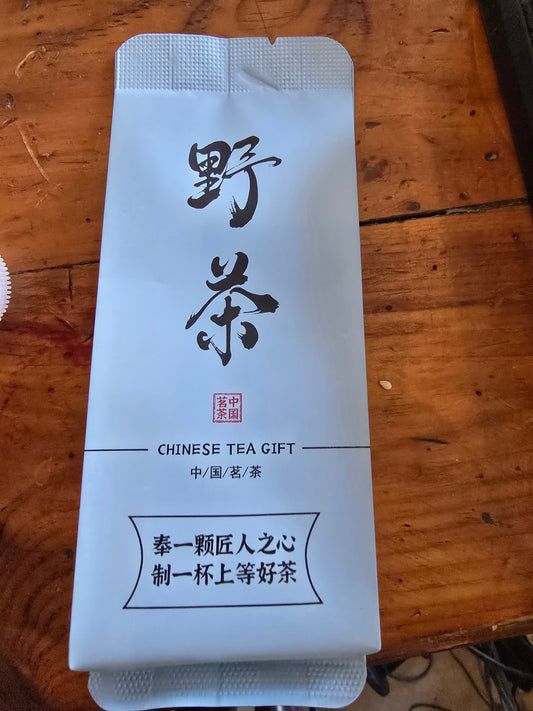 野
茶
中国
茗茶
CHINESE TEA GIFT
中/国/茗/茶
奉一颗匠人之心
制一杯上等好茶